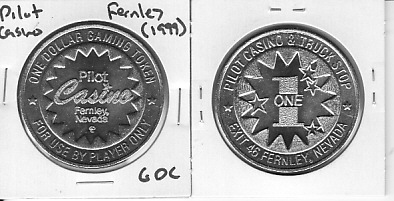 Pilot
Casino
Fernley
(1999)
ONE DOLLAR GAMING TOKEN
Pilot
Casino
Fernley,
Nevada
FOR USE BY PLAYER ONLY
GDC
PILOT CASINO & TRUCK STOP
1
ONE
EXIT 46 FERNLEY, NEVADA